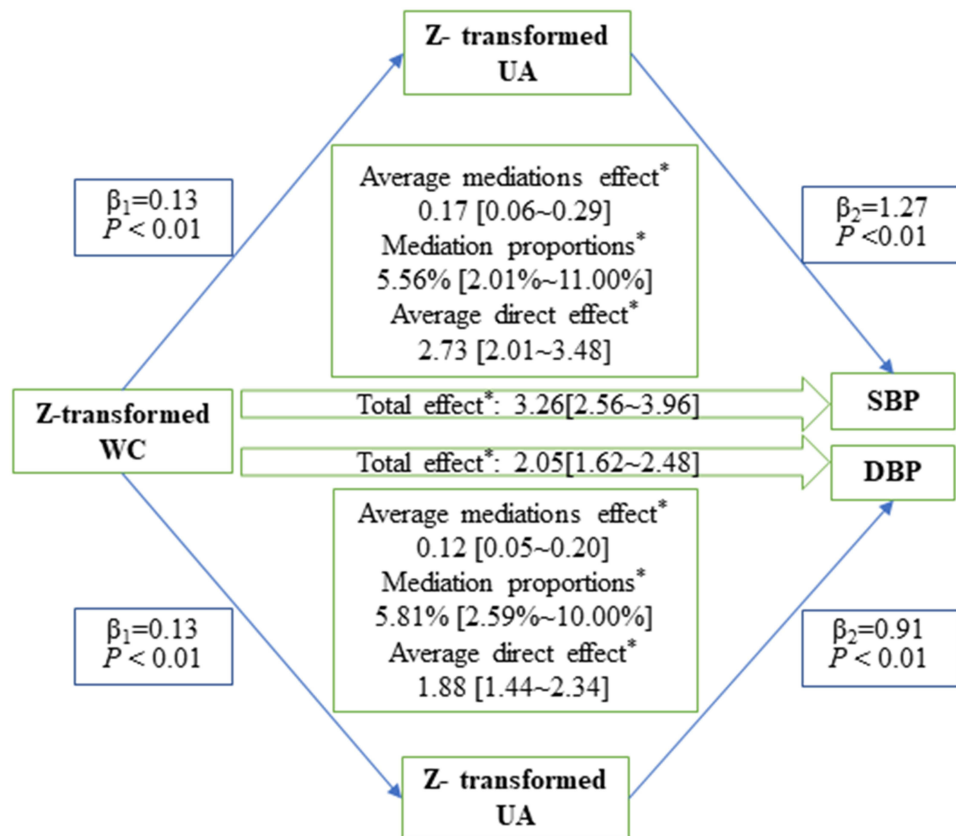 Z- transformed
UA
β₁=0.13
P < 0.01
Average mediations effect*
0.17 [0.06~0.29]
Mediation proportions*
5.56% [2.01%~11.00%]
Average direct effect*
2.73 [2.01~3.48]
β₂=1.27
P <0.01
Z-transformed
WC
Total effect*: 3.26[2.56~3.96]
SBP
Total effect*: 2.05[1.62~2.48]
DBP
Average mediations effect*
0.12 [0.05~0.20]
Mediation proportions*
5.81% [2.59%~10.00%]
Average direct effect*
1.88 [1.44~2.34]
β₁=0.13
P < 0.01
β₂=0.91
P < 0.01
Z- transformed
UA